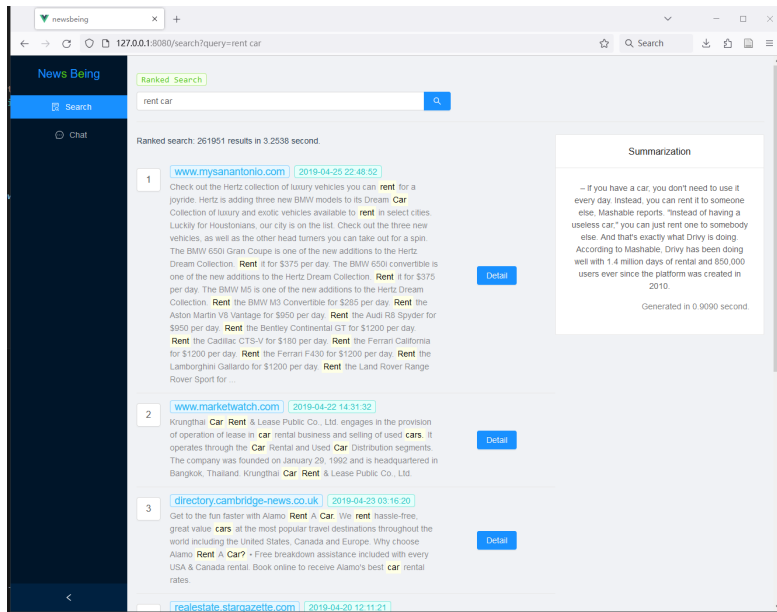 newsbeing
127.0.0.1:8080/search?query=rent car
Search
News Being
Search
Chat
Ranked Search
rent car
Ranked search: 261951 results in 3.2538 second.
1
www.mysanantonio.com 2019-04-25 22:48:52
Check out the Hertz collection of luxury vehicles you can rent for a
joyride. Hertz is adding three new BMW models to its Dream Car
Collection of luxury and exotic vehicles available to rent in select cities.
Luckily for Houstonians, our city is on the list. Check out the three new
vehicles, as well as the other head turners you can take out for a spin.
The BMW 650i Gran Coupe is one of the new additions to the Hertz
Dream Collection. Rent it for $375 per day. The BMW 650i convertible is
one of the new additions to the Hertz Dream Collection. Rent it for $375
per day. The BMW M5 is one of the new additions to the Hertz Dream
Collection. Rent the BMW M3 Convertible for $285 per day. Rent the
Aston Martin V8 Vantage for $950 per day. Rent the Audi R8 Spyder for
$950 per day. Rent the Bentley Continental GT for $1200 per day.
Rent the Cadillac CTS-V for $180 per day. Rent the Ferrari California
for $1200 per day. Rent the Ferrari F430 for $1200 per day. Rent the
Lamborghini Gallardo for $1200 per day. Rent the Land Rover Range
Rover Sport for ...
Detail
2
www.marketwatch.com 2019-04-22 14:31:32
Krungthai Car Rent & Lease Public Co., Ltd. engages in the provision
of operation of lease in car rental business and selling of used cars. It
operates through the Car Rental and Used Car Distribution segments.
The company was founded on January 29, 1992 and is headquartered in
Bangkok, Thailand. Krungthai Car Rent & Lease Public Co., Ltd.
Detail
3
directory.cambridge-news.co.uk 2019-04-23 03:16:20
Get to the fun faster with Alamo Rent A Car. We rent hassle-free,
great value cars at the most popular travel destinations throughout the
world including the United States, Canada and Europe. Why choose
Alamo Rent A Car? • Free breakdown assistance included with every
USA & Canada rental. Book online to receive Alamo's best car rental
rates.
Detail
realestate.stargazette.com 2019-04-20 12:11:21
Summarization
– If you have a car, you don't need to use it
every day. Instead, you can rent it to someone
else, Mashable reports. "Instead of having a
useless car," you can just rent one to somebody
else. And that's exactly what Drivy is doing.
According to Mashable, Drivy has been doing
well with 1.4 million days of rental and 850,000
users ever since the platform was created in
2010.
Generated in 0.9090 second.